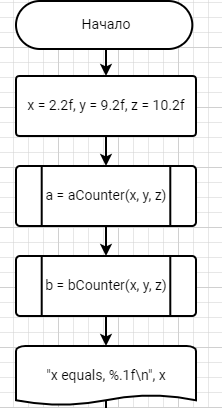 Начало
x = 2.2f, y = 9.2f, z = 10.2f
a = aCounter(x, y, z)
b = bCounter(x, y, z)
"x equals, %.1f\n", x